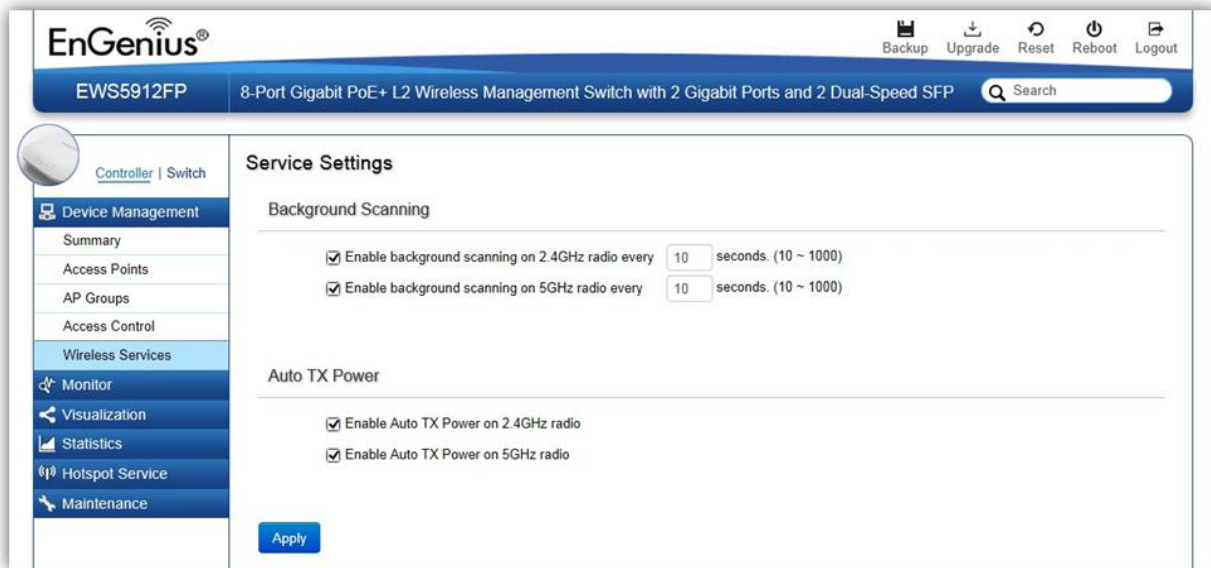 EnGenius®
Backup Upgrade Reset Reboot Logout
EWS5912FP
8-Port Gigabit PoE+ L2 Wireless Management Switch with 2 Gigabit Ports and 2 Dual-Speed SFP
Search
Controller | Switch
Device Management
Summary
Access Points
AP Groups
Access Control
Wireless Services
Monitor
Visualization
Statistics
Hotspot Service
Maintenance
Service Settings
Background Scanning
Enable background scanning on 2.4GHz radio every 10 seconds. (10 ~ 1000)
Enable background scanning on 5GHz radio every 10 seconds. (10 ~ 1000)
Auto TX Power
Enable Auto TX Power on 2.4GHz radio
Enable Auto TX Power on 5GHz radio
Apply